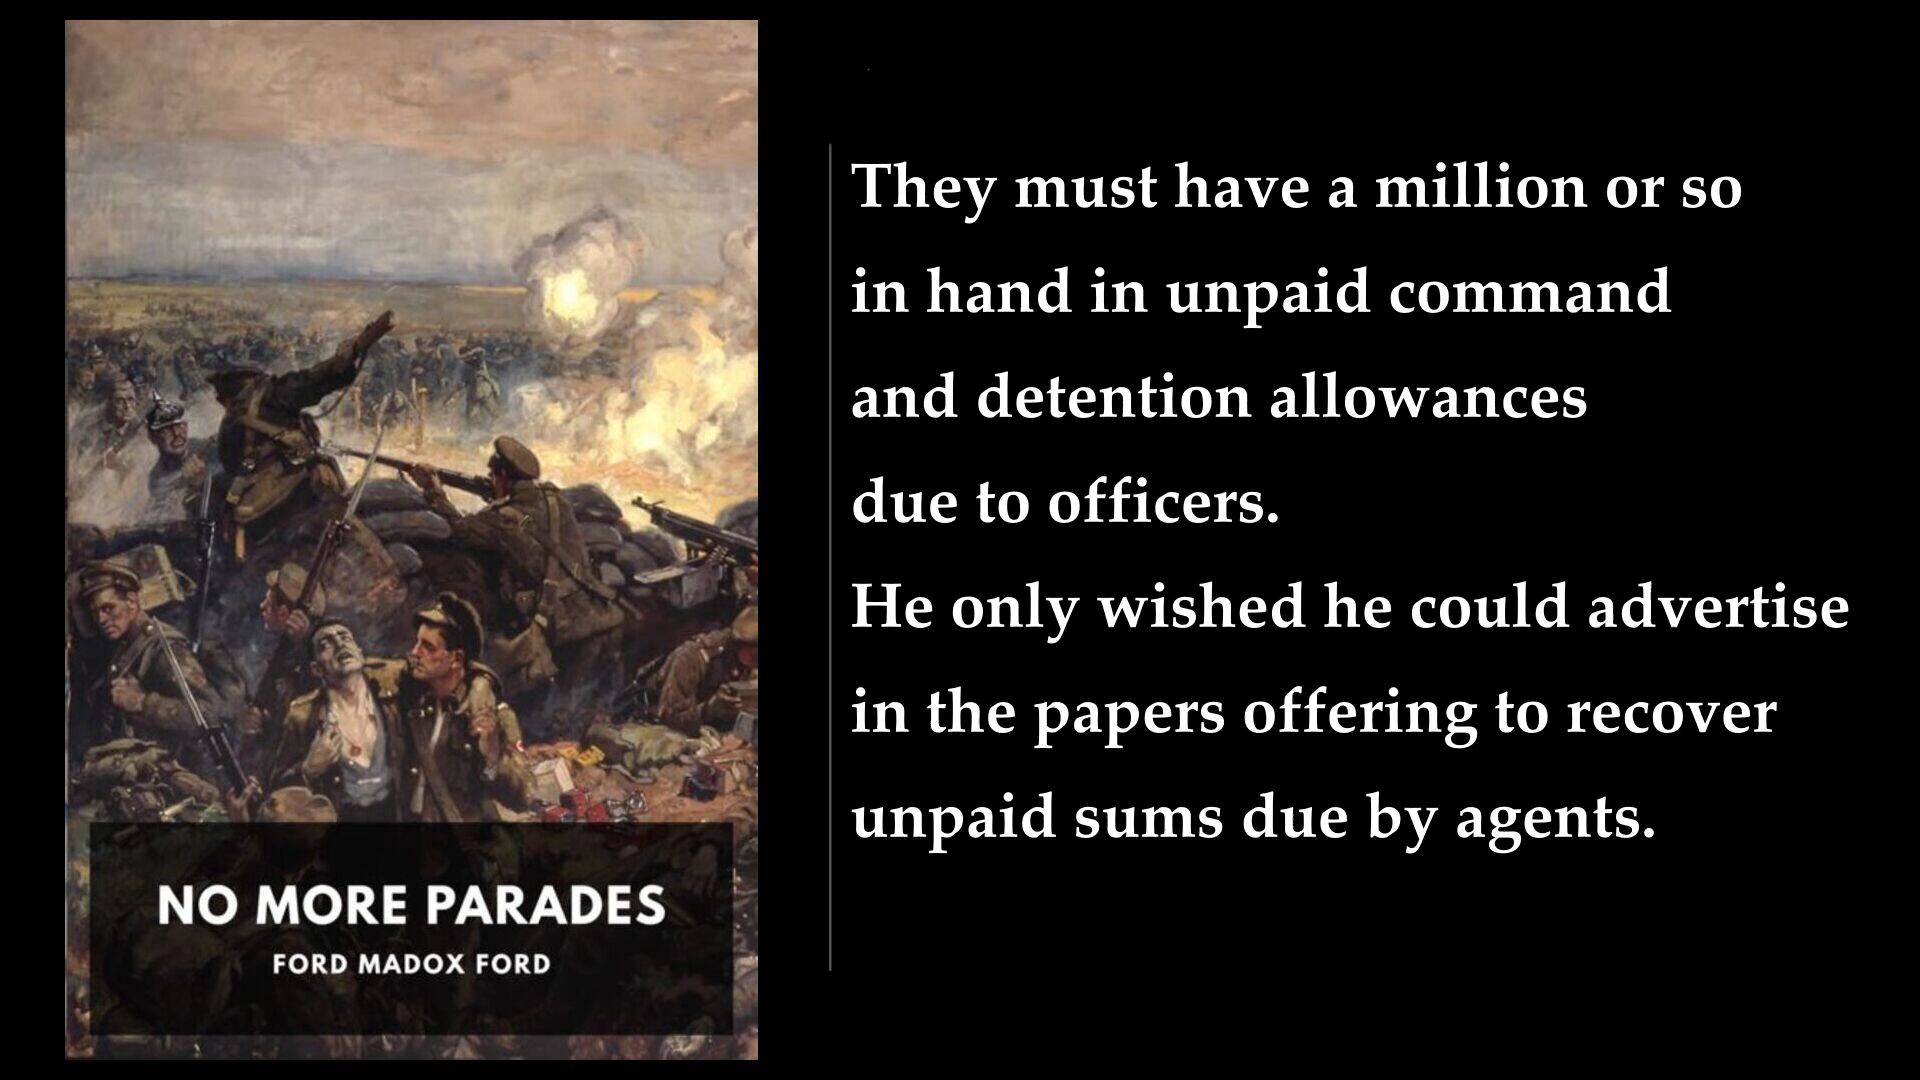 They must have a million or so
in hand in unpaid command
and detention allowances
due to officers.
He only wished he could advertise
in the papers offering to recover
unpaid sums due by agents.
NO MORE PARADES
FORD MADOX FORD